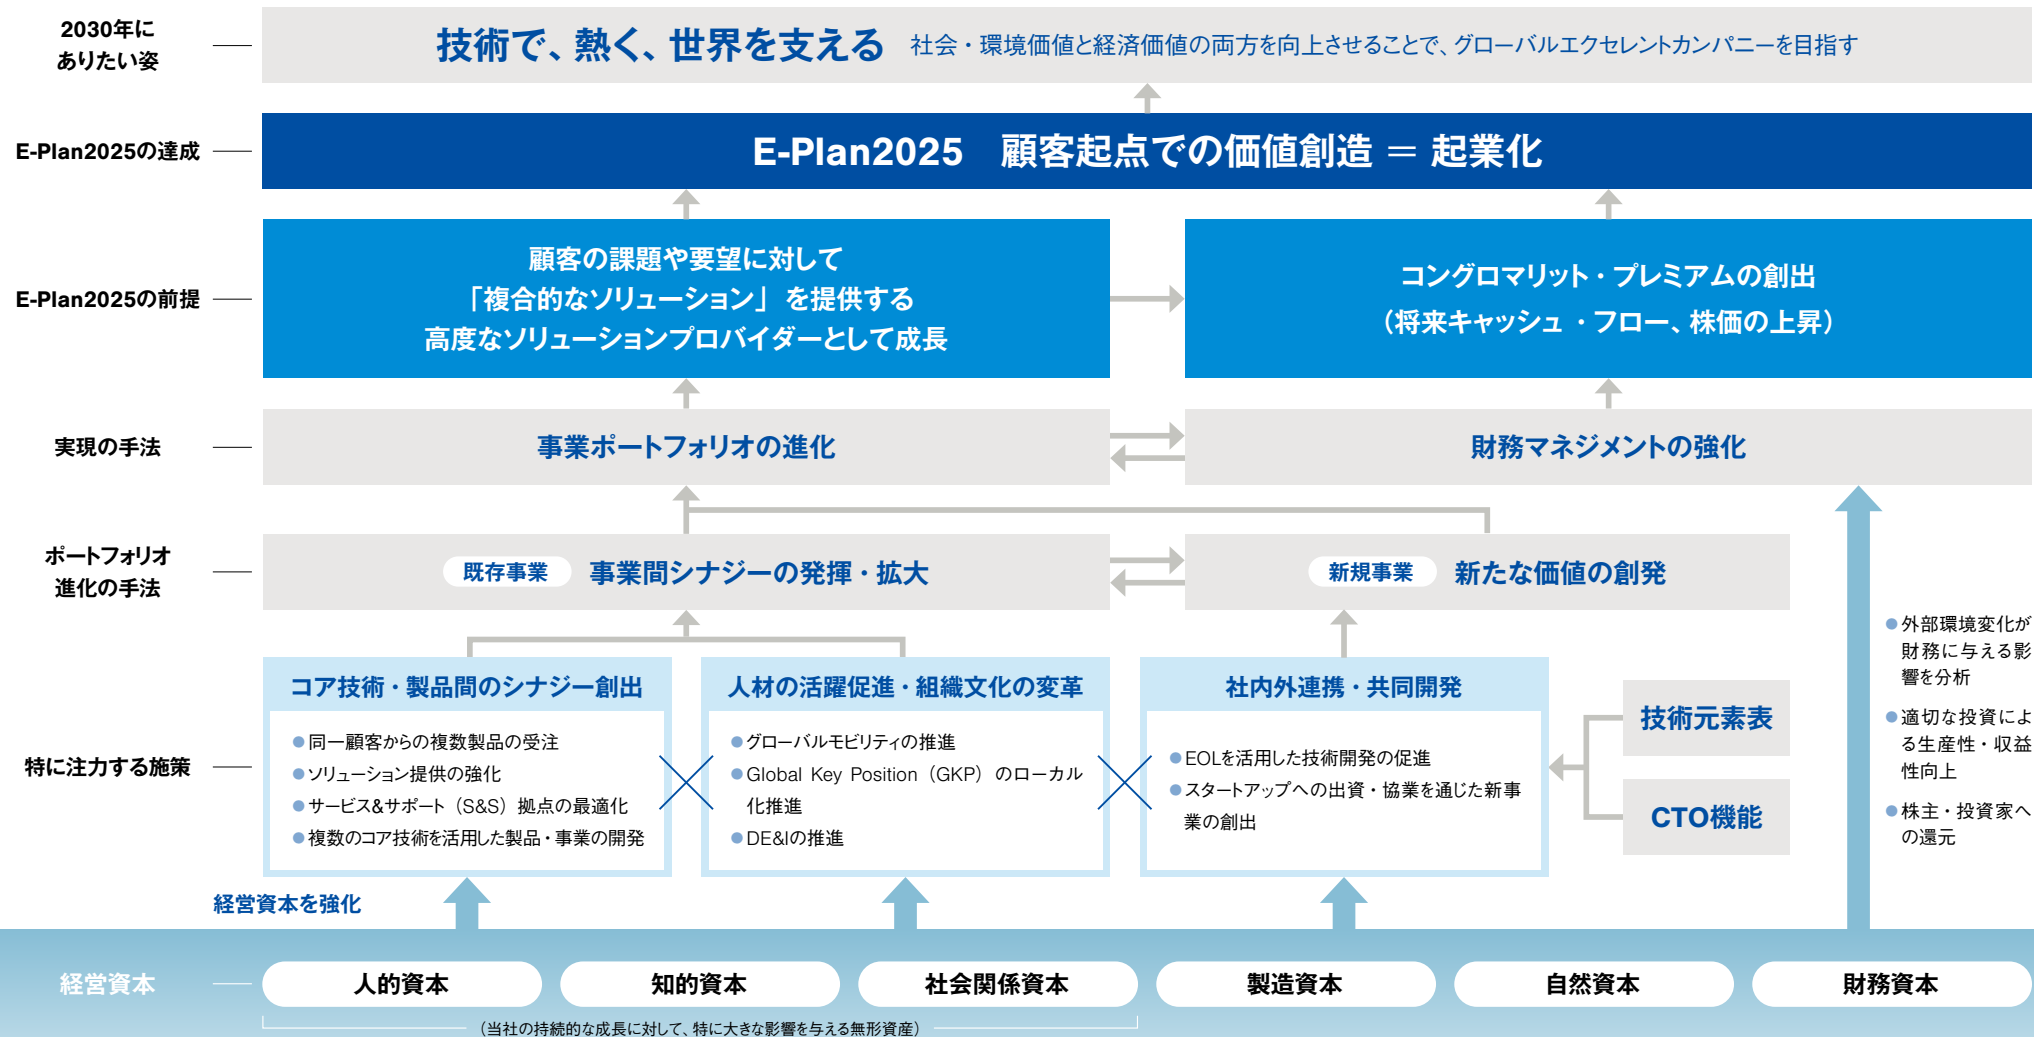 2030年に
ありたい姿
技術で、熱く、世界を支える 社会・環境価値と経済価値の両方を向上させることで、グローバルエクセレントカンパニーを目指す
E-Plan2025の達成
E-Plan2025 顧客起点での価値創造 ＝ 起業化
E-Plan2025の前提
顧客の課題や要望に対して
「複合的なソリューション」を提供する
高度なソリューションプロバイダーとして成長
コングロマリット・プレミアムの創出
（将来キャッシュ・フロー、株価の上昇）
実現の手法
事業ポートフォリオの進化
財務マネジメントの強化
ポートフォリオ
進化の手法
既存事業 事業間シナジーの発揮・拡大
新規事業 新たな価値の創発
特に注力する施策
コア技術・製品間のシナジー創出
●同一顧客からの複数製品の受注
●ソリューション提供の強化
●サービス&サポート（S&S）拠点の最適化
●複数のコア技術を活用した製品・事業の開発
人材の活躍促進・組織文化の変革
●グローバルモビリティの推進
●Global Key Position（GKP）のローカル
化推進
●DE&Iの推進
社内外連携・共同開発
●EOLを活用した技術開発の促進
●スタートアップへの出資・協業を通じた新事
業の創出
技術元素表
CTO機能
●外部環境変化が
財務に与える影
響を分析
●適切な投資によ
る生産性・収益
性向上
●株主・投資家へ
の還元
経営資本を強化
経営資本
人的資本
知的資本
社会関係資本
製造資本
自然資本
財務資本
（当社の持続的な成長に対して、特に大きな影響を与える無形資産）